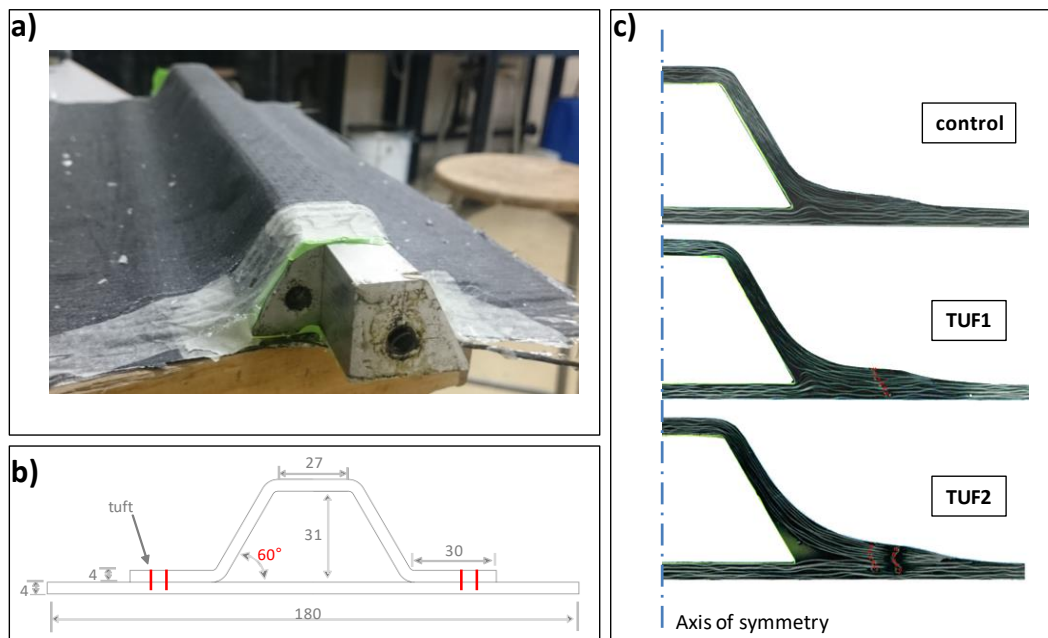 a)
b)
27
tuft
31
60°
30
4
4
180
c)
control
TUF1
TUF2
Axis of symmetry